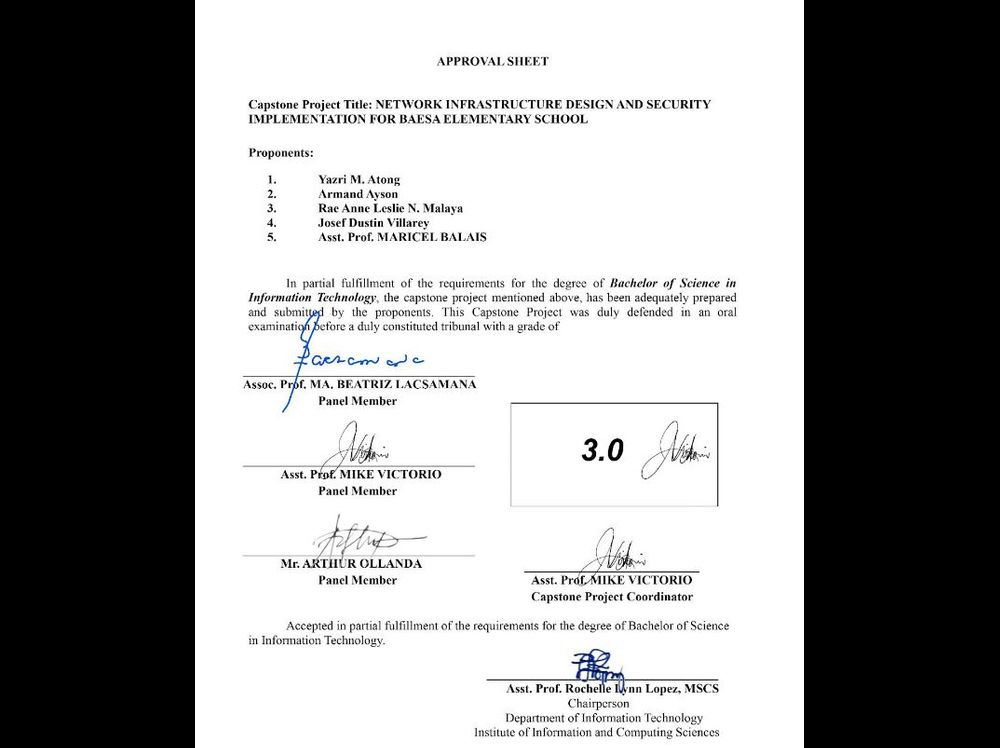 APPROVAL SHEET
Capstone Project Title: NETWORK INFRASTRUCTURE DESIGN AND SECURITY
IMPLEMENTATION FOR BAESA ELEMENTARY SCHOOL
Proponents:
1. Yazri M. Atong
2. Armand Ayson
3. Rae Anne Leslie N. Malaya
4. Josef Dustin Villarey
5. Asst. Prof. MARICEL BALAIS
In partial fulfillment of the requirements for the degree of Bachelor of Science in
Information Technology, the capstone project mentioned above, has been adequately prepared
and submitted by the proponents. This Capstone Project was duly defended in an oral
examination before a duly constituted tribunal with a grade of
Assoc. Prof. MA. BEATRIZ LACSAMANA
Panel Member
Asst. Prof. MIKE VICTORIO
Panel Member
Mr. ARTHUR OLLANDA
Panel Member
3.0
Asst. Prof. MIKE VICTORIO
Capstone Project Coordinator
Accepted in partial fulfillment of the requirements for the degree of Bachelor of Science
in Information Technology.
Asst. Prof. Rochelle Lynn Lopez, MSCS
Chairperson
Department of Information Technology
Institute of Information and Computing Sciences